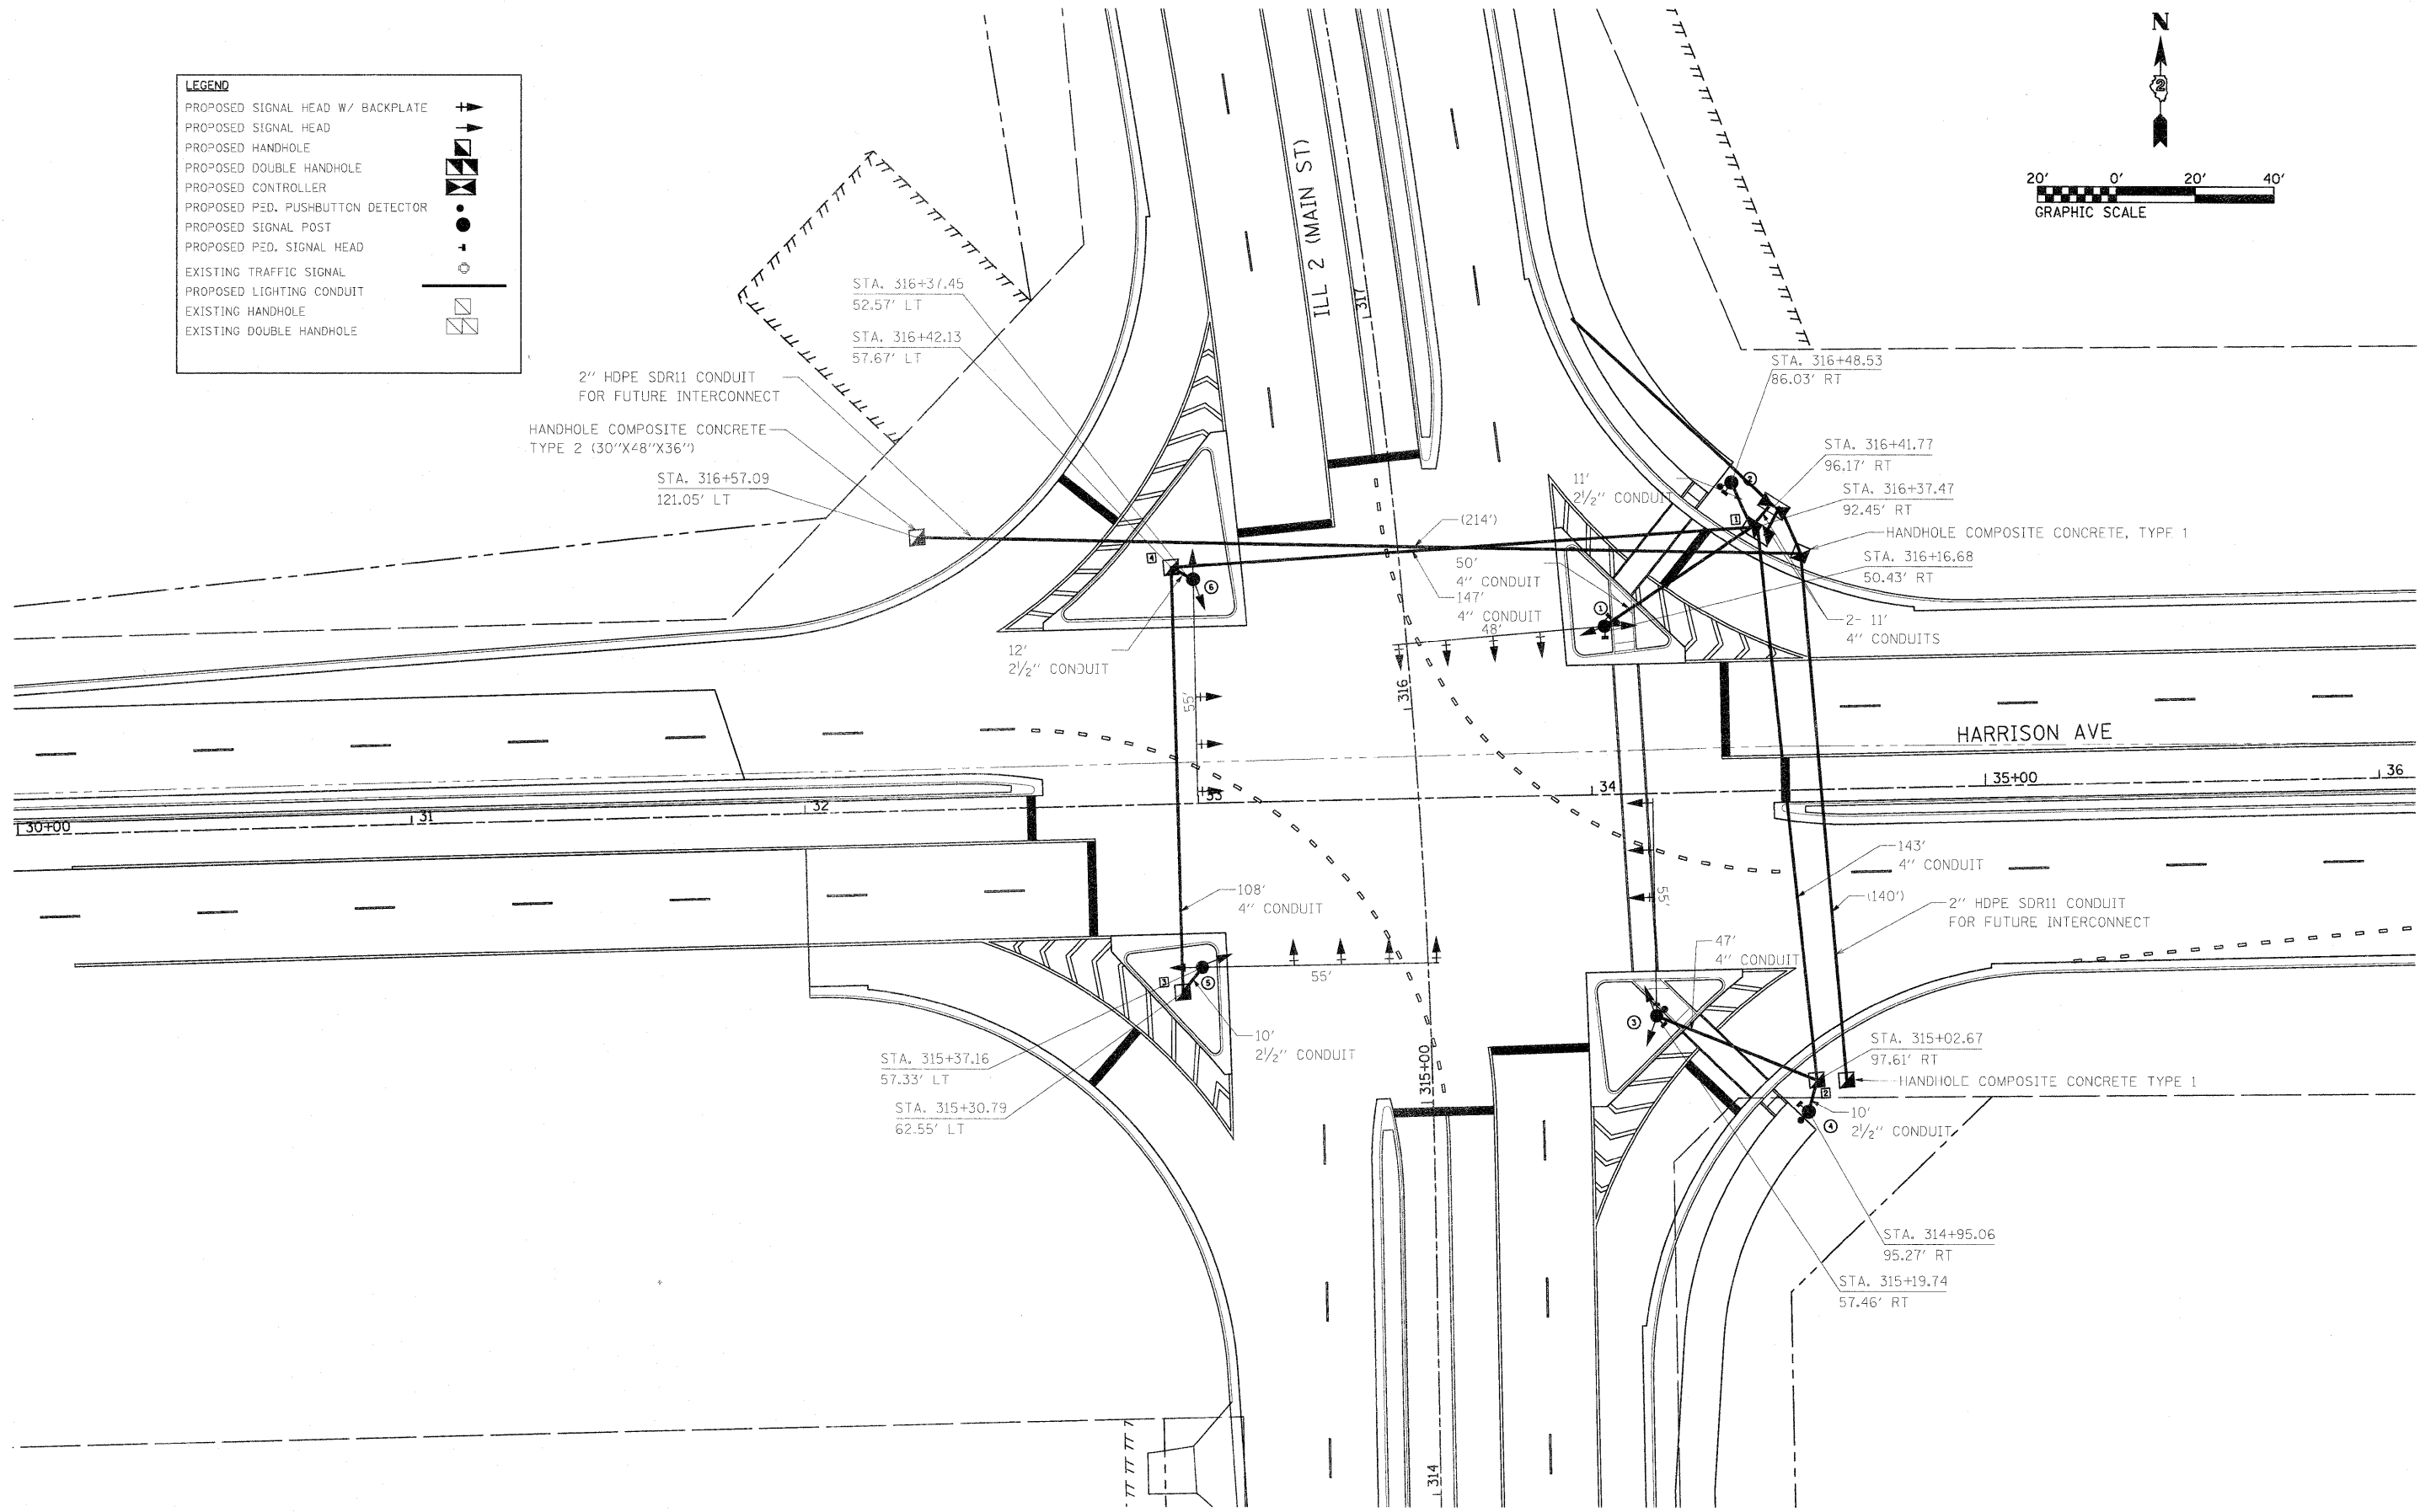 LEGEND
PROPOSED SIGNAL HEAD W/ BACKPLATE
PROPOSED SIGNAL HEAD
PROPOSED HANDHOLE
PROPOSED DOUBLE HANDHOLE
PROPOSED CONTROLLER
PROPOSED PED. PUSHBUTTON DETECTOR
PROPOSED SIGNAL POST
PROPOSED PED. SIGNAL HEAD
EXISTING TRAFFIC SIGNAL
PROPOSED LIGHTING CONDUIT
EXISTING HANDHOLE
EXISTING DOUBLE HANDHOLE
N
2
20' 0' 20' 40'
GRAPHIC SCALE
ILL 2 (MAIN ST)
317
STA. 316+37.45
52.57' LT
STA. 316+42.13
57.67' LT
2" HDPE SDR11 CONDUIT
FOR FUTURE INTERCONNECT
HANDHOLE COMPOSITE CONCRETE
TYPE 2 (30"X48"X36")
STA. 316+57.09
121.05' LT
STA. 316+48.53
86.03' RT
STA. 316+41.77
96.17' RT
STA. 316+37.47
92.45' RT
HANDHOLE COMPOSITE CONCRETE, TYPE 1
STA. 316+16.68
50.43' RT
2- 11'
4" CONDUITS
11'
2½" CONDUIT
2
1
(214')
50'
4" CONDUIT
147'
4" CONDUIT
1
48'
4
6
12'
2½" CONDUIT
55'
316
HARRISON AVE
30+00
31
32
33
34
35+00
36
143'
4" CONDUIT
(140')
2" HDPE SDR11 CONDUIT
FOR FUTURE INTERCONNECT
55'
108'
4" CONDUIT
47'
4" CONDUIT
55'
3
5
10'
2½" CONDUIT
STA. 315+37.16
57.33' LT
STA. 315+30.79
62.55' LT
315+00
3
STA. 315+02.67
97.61' RT
HANDHOLE COMPOSITE CONCRETE TYPE 1
2
10'
2½" CONDUIT
4
STA. 314+95.06
95.27' RT
STA. 315+19.74
57.46' RT
314